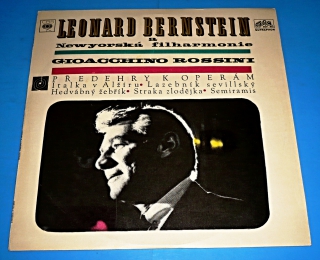 LEONARD BERNSTEIN
a
Newyorská filharmonie
GIOACCHINO ROSSINI
PŘEDEHRY K OPERÁM
Italka v Alžíru • Lazebník sevillský
Hedvábný žebřík • Straka zlodějka • Semiramis